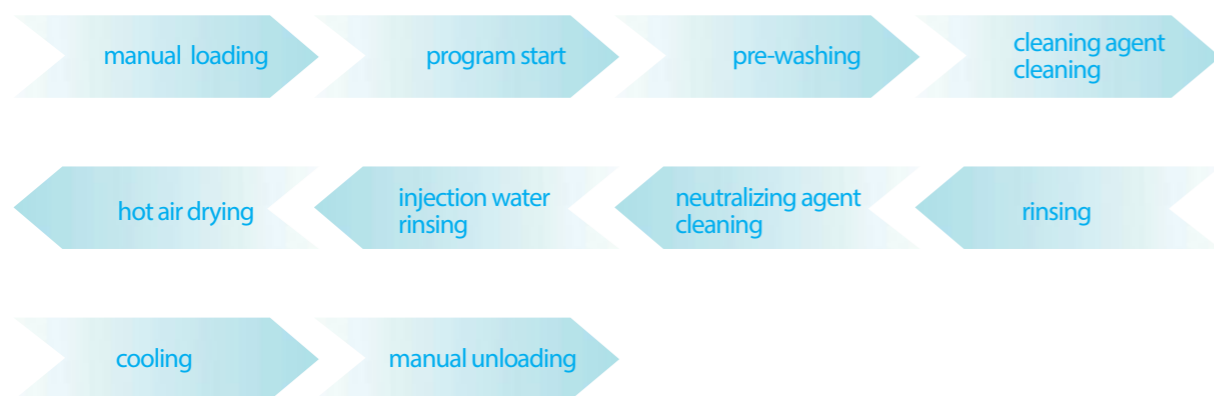 manual loading
program start
pre-washing
cleaning agent
cleaning
rinsing
neutralizing agent
cleaning
injection water
rinsing
hot air drying
cooling
manual unloading